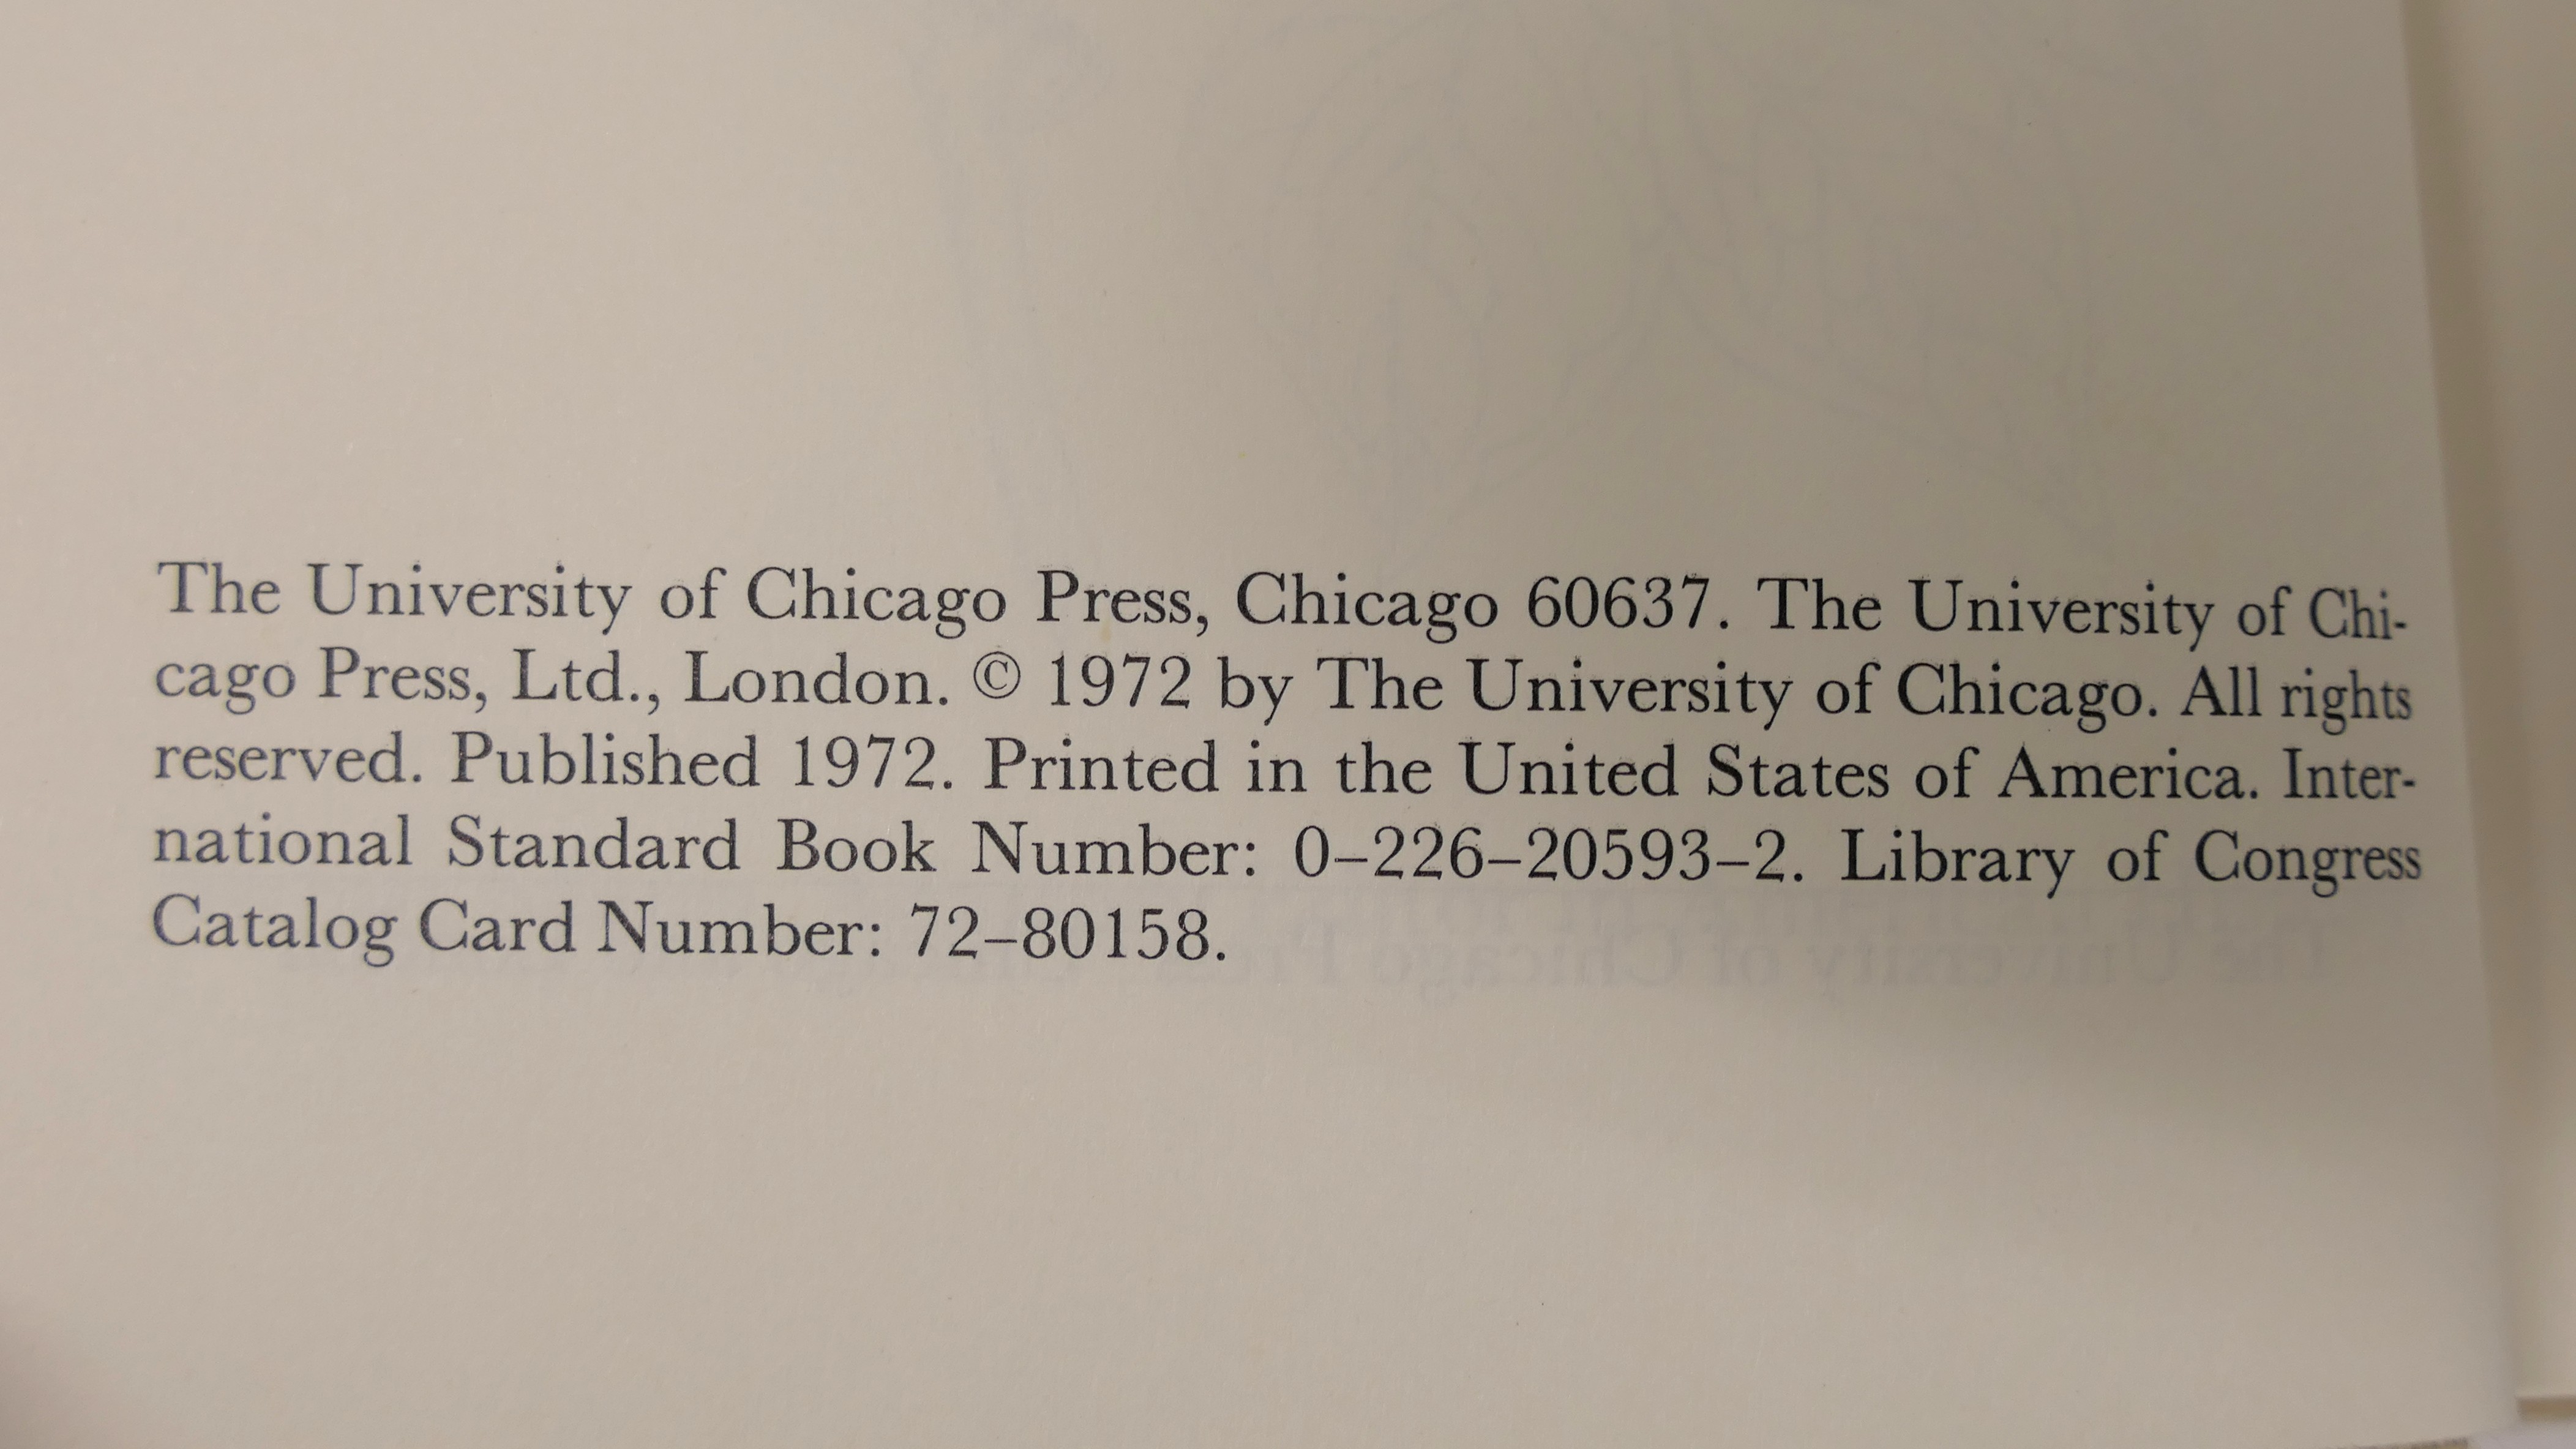 The University of Chicago Press, Chicago 60637. The University of Chi-
cago Press, Ltd., London. © 1972 by The University of Chicago. All rights
reserved. Published 1972. Printed in the United States of America. Inter-
national Standard Book Number: 0–226–20593–2. Library of Congress
Catalog Card Number: 72–80158.